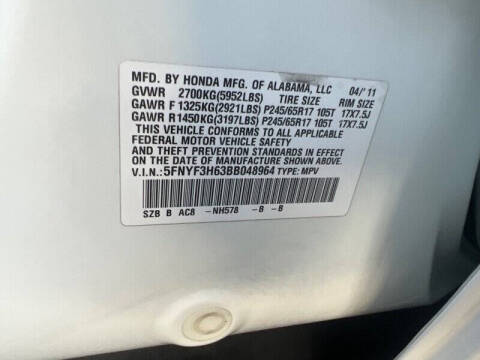 MFD. BY HONDA MFG. OF ALABAMA, LLC 04/'11
GVWR 2700KG(5952LBS) TIRE SIZE RIM SIZE
GAWR F 1325KG(2921LBS) P245/65R17 105T 17X7.5J
GAWR R1450KG(3197LBS) P245/65R17 105T 17X7.5J
THIS VEHICLE CONFORMS TO ALL APPLICABLE
FEDERAL MOTOR VEHICLE SAFETY
AND THEFT PREVENTION STANDARDS IN EFFECT
ON THE DATE OF MANUFACTURE SHOWN ABOVE.
V.I.N.:5FNYF3H63BB048964 TYPE: MPV
SZB B AC8 -NH578 -B -B